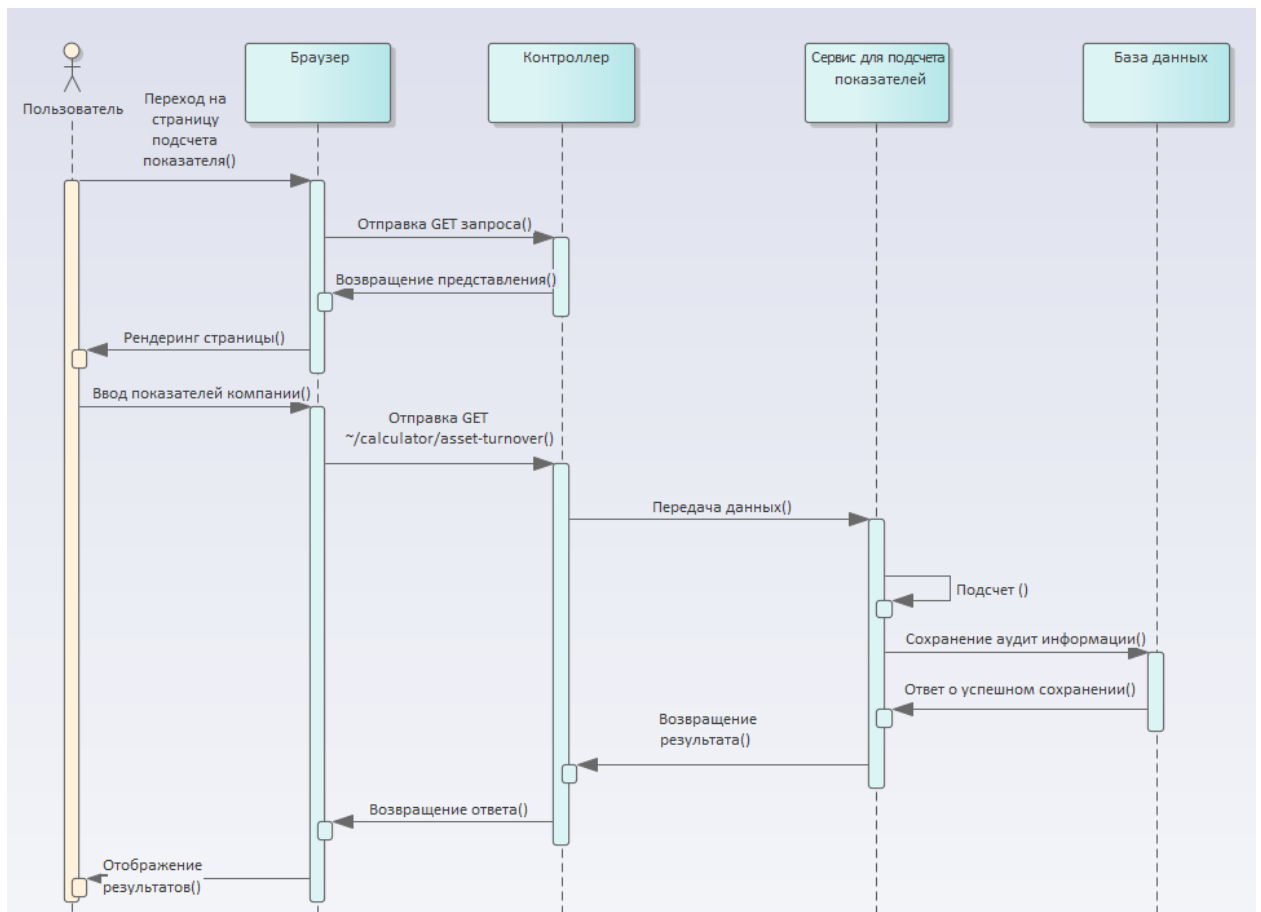 Браузер
Контроллер
Сервис для подсчета
показателей
База данных
Пользователь
Переход на
страницу
подсчета
показателя()
Отправка GET запроса()
Возвращение представления()
Рендеринг страницы()
Ввод показателей компании()
Отправка GET
~/calculator/asset-turnover()
Передача данных()
Подсчет ()
Сохранение аудит информации()
Ответ о успешном сохранении()
Возвращение
результата()
Возвращение ответа()
Отображение
результатов()